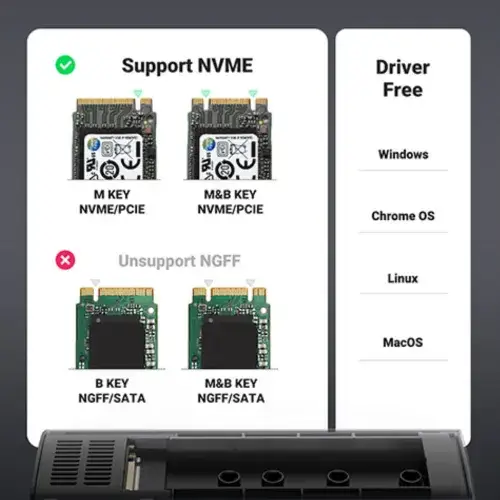 Support NVME
M KEY
NVME/PCIE
M&B KEY
NVME/PCIE
Unsupport NGFF
B KEY
NGFF/SATA
M&B KEY
NGFF/SATA
Driver
Free
Windows
Chrome OS
Linux
MacOS